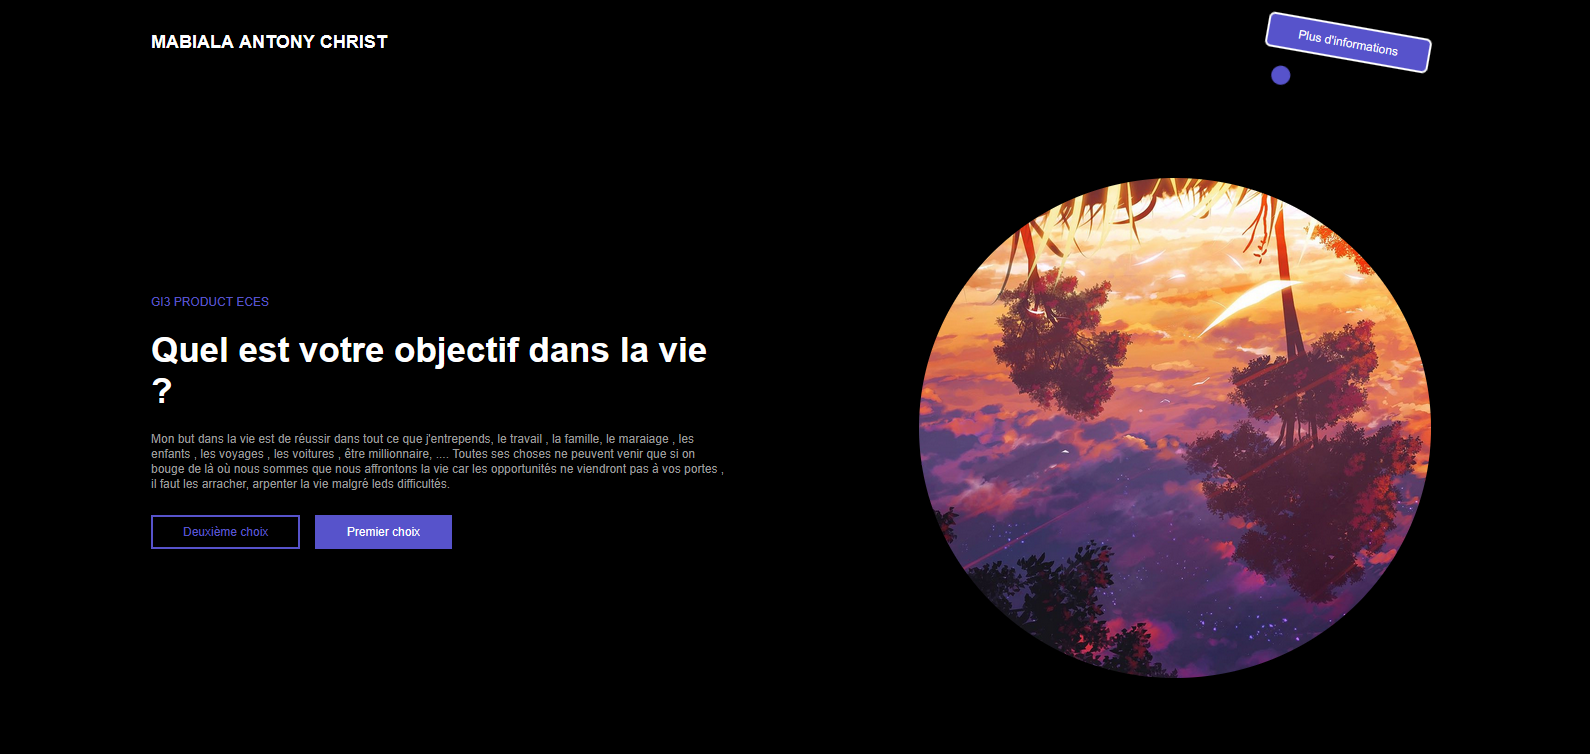 MABIALA ANTONY CHRIST
Plus d'informations
GI3 PRODUCT ECES
Quel est votre objectif dans la vie
?
Mon but dans la vie est de réussir dans tout ce que j'entrepends, le travail , la famille, le maraiage , les
enfants , les voyages , les voitures , être millionnaire, .... Toutes ses choses ne peuvent venir que si on
bouge de là où nous sommes que nous affrontons la vie car les opportunités ne viendront pas à vos portes ,
il faut les arracher, arpenter la vie malgré leds difficultés.
Deuxième choix
Premier choix